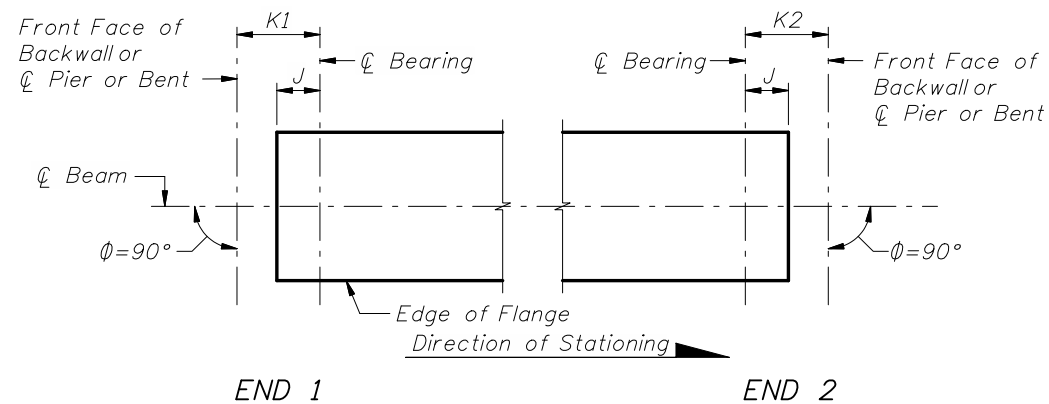 K1
K2
Front Face of
Backwall or
℄ Pier or Bent
℄ Bearing
℄ Bearing
Front Face of
Backwall or
℄ Pier or Bent
J
J
℄ Beam
Φ=90°
Φ=90°
Edge of Flange
Direction of Stationing
END 1
END 2